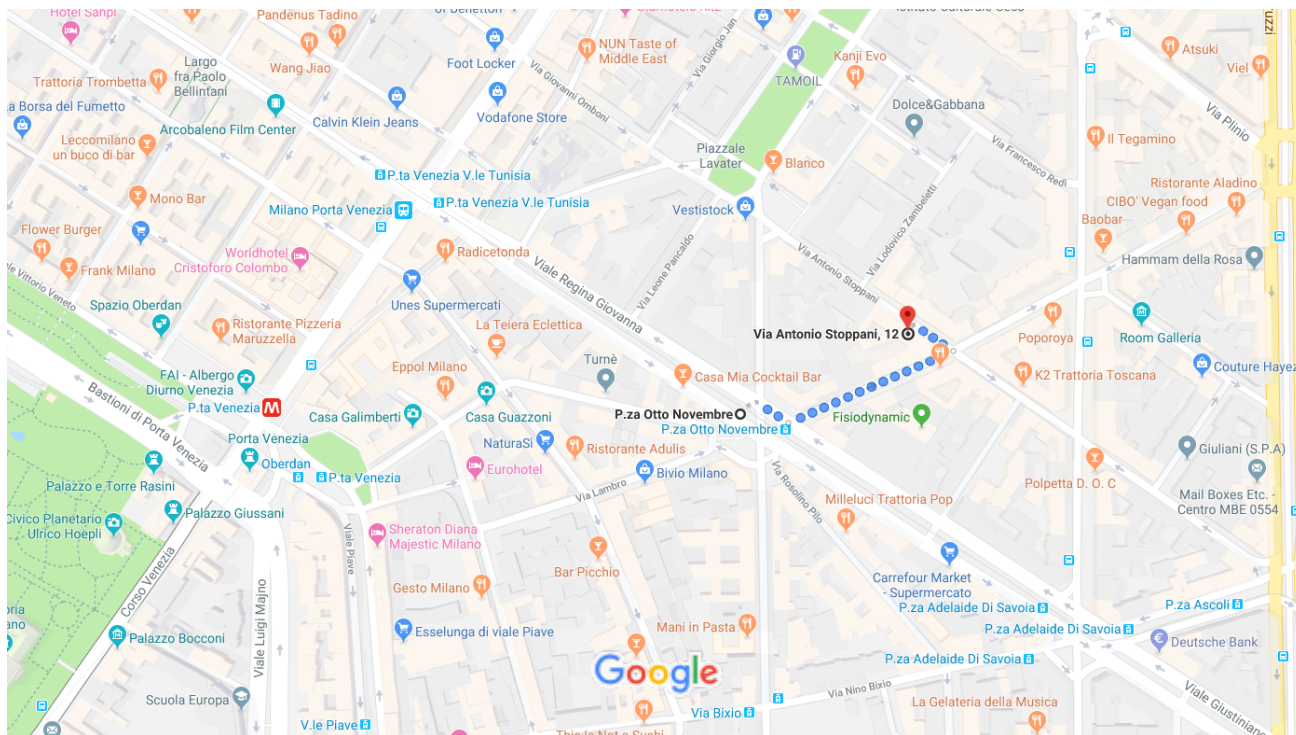 Hotel Sanpi
Pandenus Tadino
Wang Jiao
Largo
fra Paolo
Bellintani
Trattoria Trombetta
a Borsa del Fumetto
Leccomilano
un buco di bar
Arcobaleno Film Center
Foot Locker
Calvin Klein Jeans
Vodafone Store
NUN Taste of
Middle East
Via Giorgio Jan
Via Giovanni Omboni
TAMOIL
Kanji Evo
Dolce&Gabbana
Atsuki
Viel
Via Plinio
Il Tegamino
Via Francesco Redi
Piazzale
Lavater
Blanco
P.ta Venezia V.le Tunisia
P.ta Venezia V.le Tunisia
Milano Porta Venezia
Mono Bar
Flower Burger
Frank Milano
Worldhotel
Cristoforo Colombo
Radicetonda
Vestistock
Via Lodovico Zambeletti
Via Antonio Stoppani
Via Leone Pancaldo
Viale Regina Giovanna
Ristorante Aladino
CIBO' Vegan food
Baobar
Hammam della Rosa
Vittorio Veneto
Spazio Oberdan
Ristorante Pizzeria
Maruzzella
Unes Supermercati
La Teiera Eclettica
Via Antonio Stoppani, 12
Poporoya
Room Galleria
Couture Hayez
K2 Trattoria Toscana
FAI - Albergo
Diurno Venezia
P.ta Venezia
Eppol Milano
Turnè
Casa Mia Cocktail Bar
Bastioni di Porta Venezia
Casa Galimberti
Casa Guazzoni
P.za Otto Novembre
P.za Otto Novembre
Fisiodynamic
Porta Venezia
Oberdan
P.ta Venezia
NaturaSì
Ristorante Adulis
Eurohotel
Bivio Milano
Via Lambro
Via Rosolino Pilo
Giuliani (S.P.A)
Polpetta D. O. C
Milleluci Trattoria Pop
Mail Boxes Etc. -
Centro MBE 0554
Palazzo e Torre Rasini
Palazzo Giussani
Civico Planetario
Ulrico Hoepli
Sheraton Diana
Majestic Milano
Viale Piave
Corso Venezia
Viale Luigi Majno
Bar Picchio
Gesto Milano
Carrefour Market
- Supermercato
P.za Adelaide Di Savoia
P.za Ascoli
P.za Adelaide Di Savoia
Deutsche Bank
P.za Adelaide Di Savoia
Palazzo Bocconi
Esselunga di viale Piave
Mani in Pasta
Google
Scuola Europa
Via Nino Bixio
La Gelateria della Musica
Viale Giustiniano
V.le Piave
Via Bixio
This Is Not a Sushi